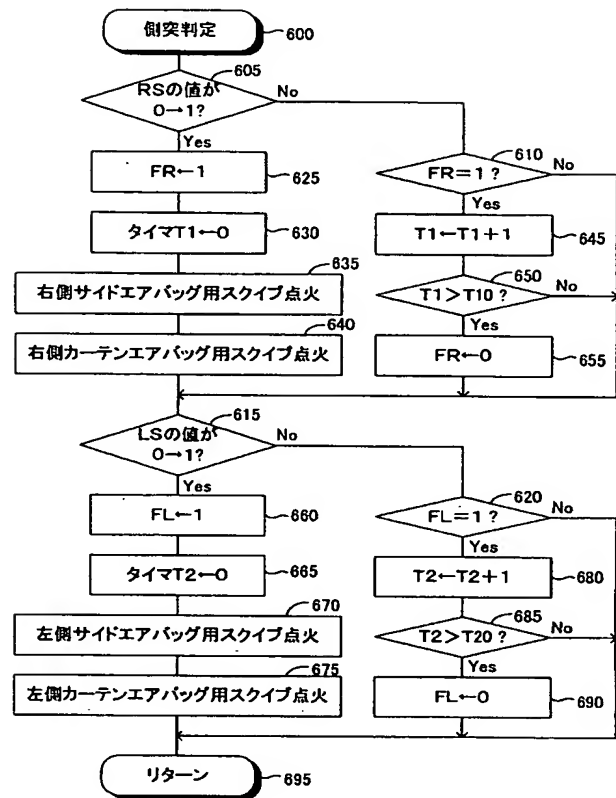 側突判定
600
RSの値が
0→1?
605
No
Yes
FR←1
625
タイマT1←0
630
635
右側サイドエアバッグ用スクイブ点火
640
右側カーテンエアバッグ用スクイブ点火
FR=1?
610
No
Yes
T1←T1+1
645
T1>T10?
650
No
Yes
FR←0
655
LSの値が
0→1?
615
No
Yes
FL←1
660
タイマT2←0
665
670
左側サイドエアバッグ用スクイブ点火
675
左側カーテンエアバッグ用スクイブ点火
FL=1?
620
No
Yes
T2←T2+1
680
T2>T20?
685
No
Yes
FL←0
690
リターン
695